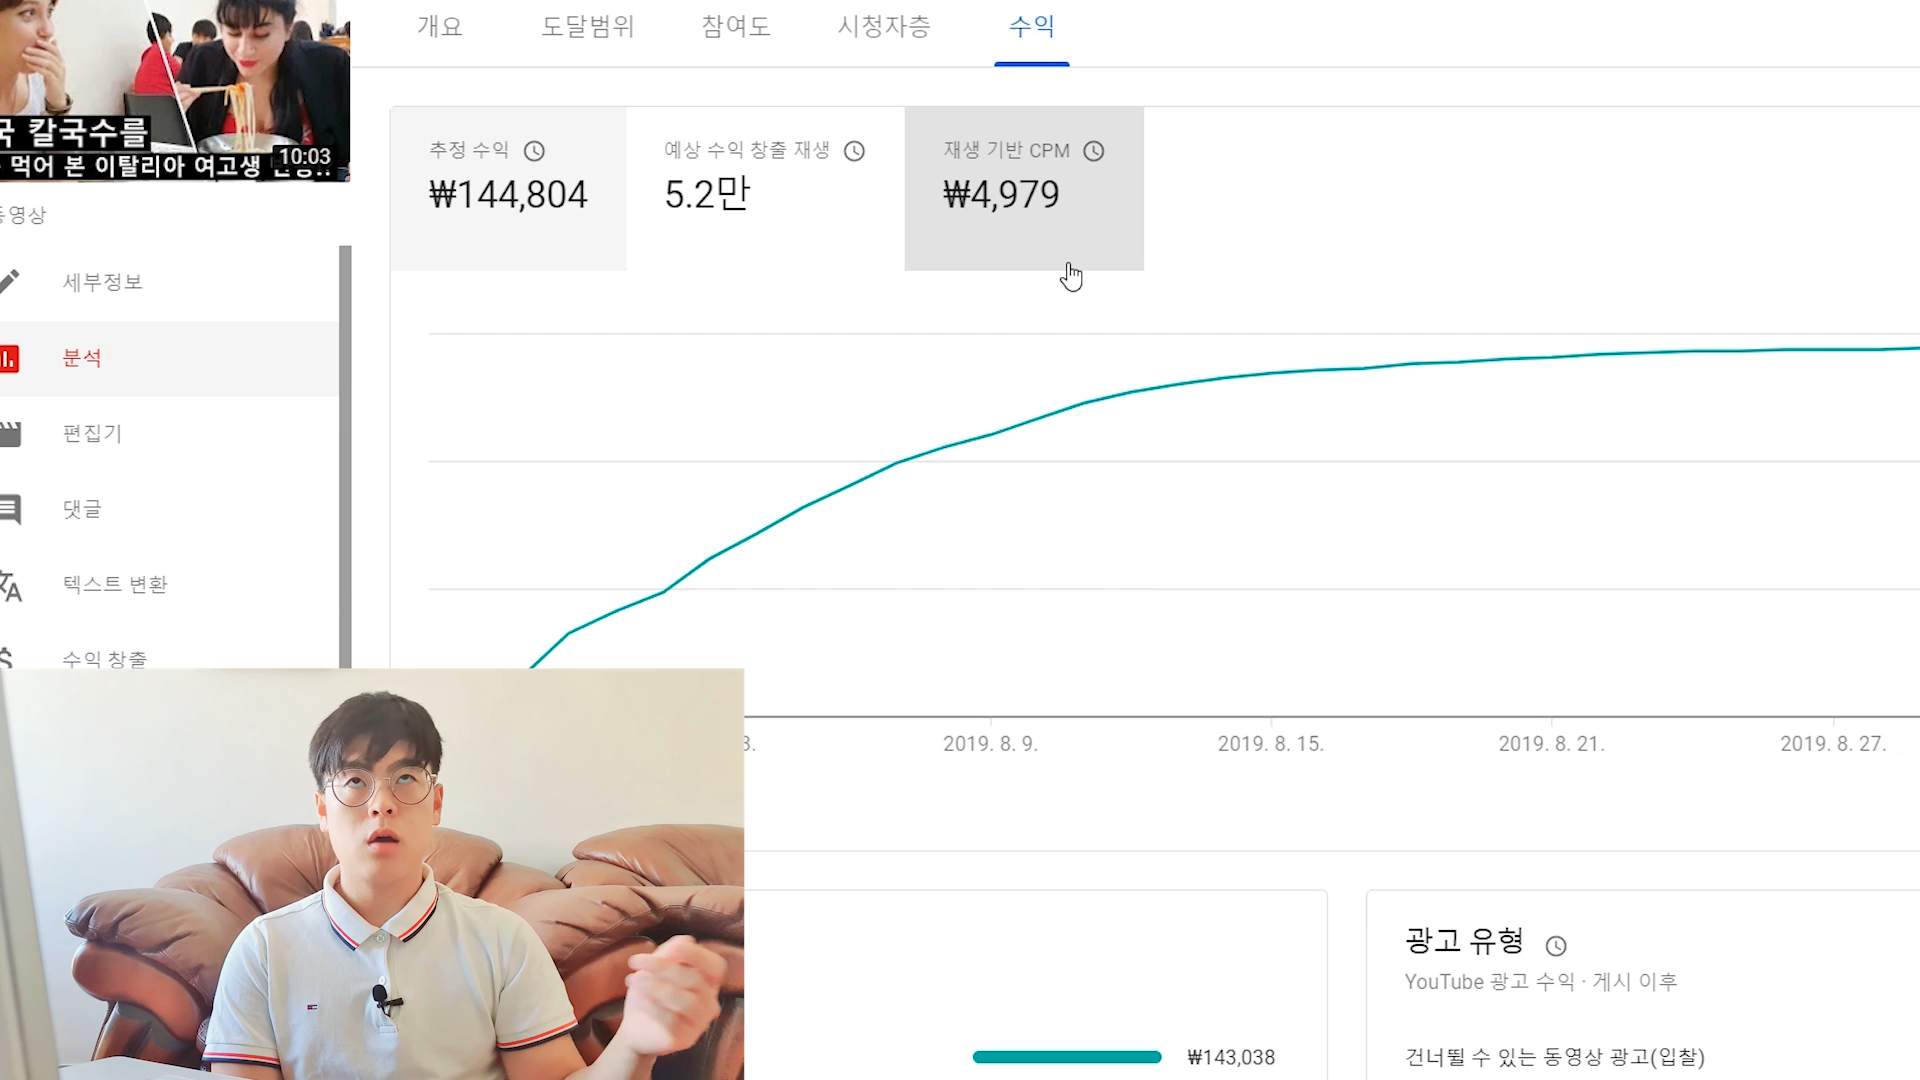 개요 도달범위 참여도 시청자층 수익
국 칼국수를
먹어 본 이탈리아 여고생
10:03
동영상
세부정보
분석
편집기
댓글
텍스트 변환
수익 창출
추정 수익
₩144,804
예상 수익 창출 재생
5.2만
재생 기반 CPM
₩4,979
3. 2019. 8. 9. 2019. 8. 15. 2019. 8. 21. 2019. 8. 27.
₩143,038
광고 유형
YouTube 광고 수익 · 게시 이후
건너뛸 수 있는 동영상 광고(입찰)